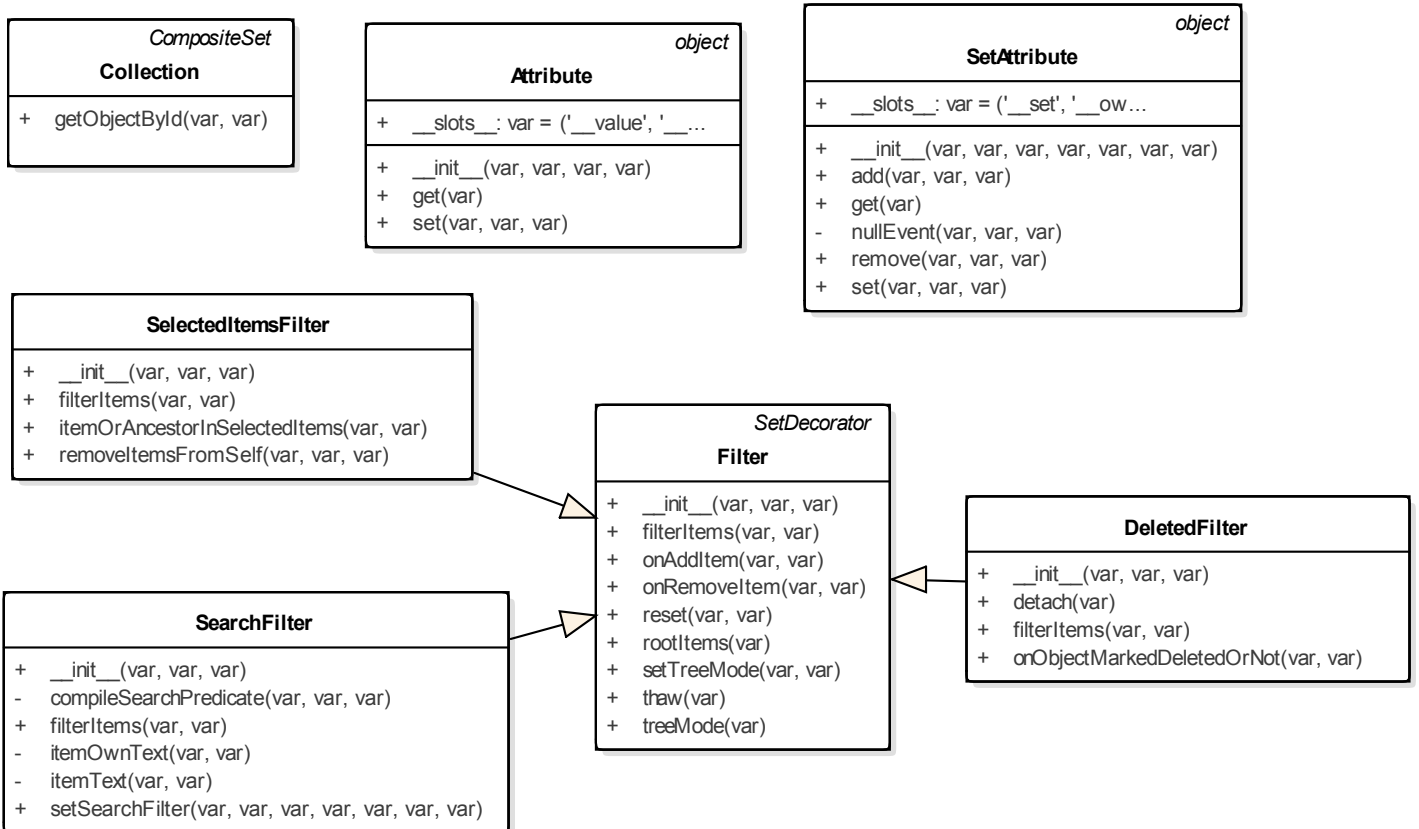 CompositeSet
Collection
+ getObjectById(var, var)
object
Attribute
+ __slots__: var = ('__value', '__...
+ __init__(var, var, var, var)
+ get(var)
+ set(var, var, var)
object
SetAttribute
+ __slots__: var = ('__set', '__ow...
+ __init__(var, var, var, var, var, var, var)
+ add(var, var, var)
+ get(var)
- nullEvent(var, var, var)
+ remove(var, var, var)
+ set(var, var, var)
SelectedItemsFilter
+ __init__(var, var, var)
+ filterItems(var, var)
+ itemOrAncestorInSelectedItems(var, var)
+ removeItemsFromSelf(var, var, var)
SetDecorator
Filter
+ __init__(var, var, var)
+ filterItems(var, var)
+ onAddItem(var, var)
+ onRemoveItem(var, var)
+ reset(var, var)
+ rootItems(var)
+ setTreeMode(var, var)
+ thaw(var)
+ treeMode(var)
DeletedFilter
+ __init__(var, var, var)
+ detach(var)
+ filterItems(var, var)
+ onObjectMarkedDeletedOrNot(var, var)
SearchFilter
+ __init__(var, var, var)
- compileSearchPredicate(var, var, var)
+ filterItems(var, var)
- itemOwnText(var, var)
- itemText(var, var)
+ setSearchFilter(var, var, var, var, var, var, var)